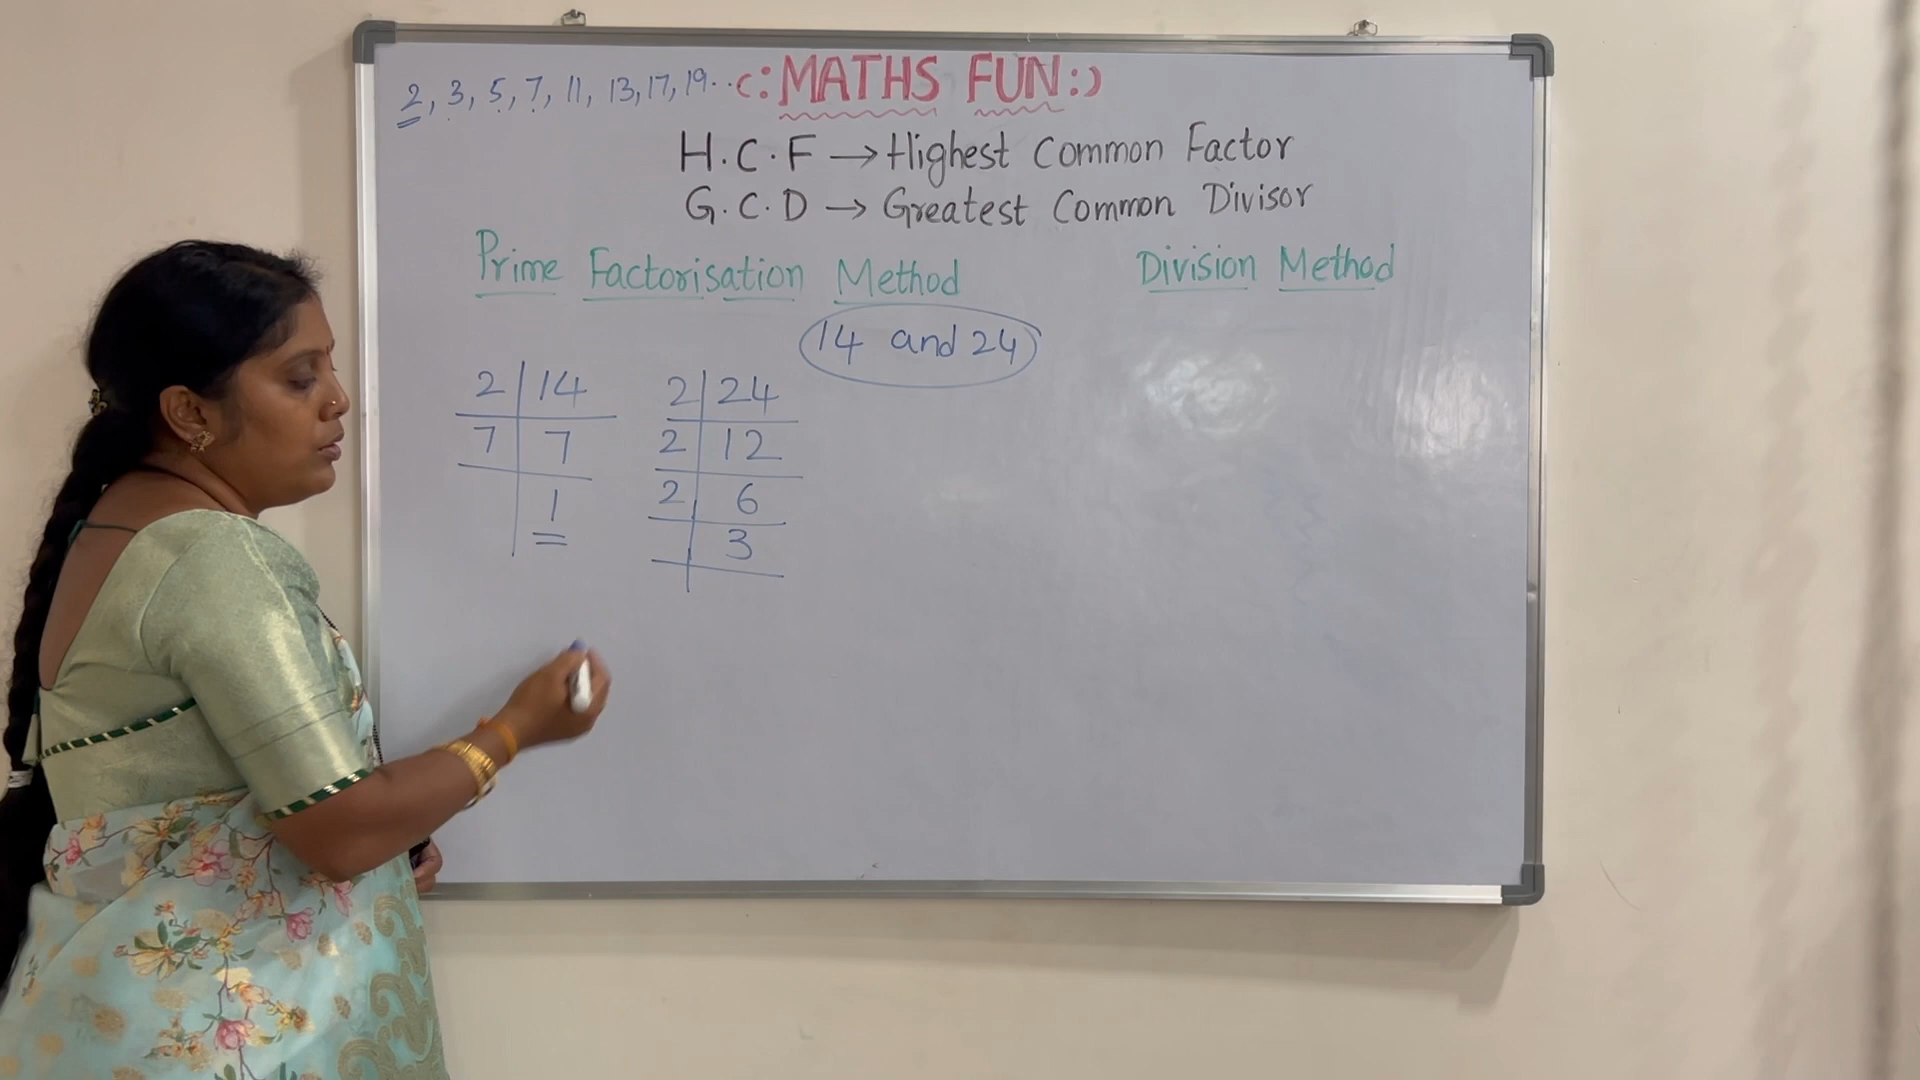 2, 3, 5, 7, 11, 13, 17, 19.. (:MATHS FUN:)
H.C.F → Highest Common Factor
G.C.D → Greatest Common Divisor
Prime Factorisation Method
Division Method
14 and 24
2 | 14
7 | 7
1
=
2 | 24
2 | 12
2 | 6
3